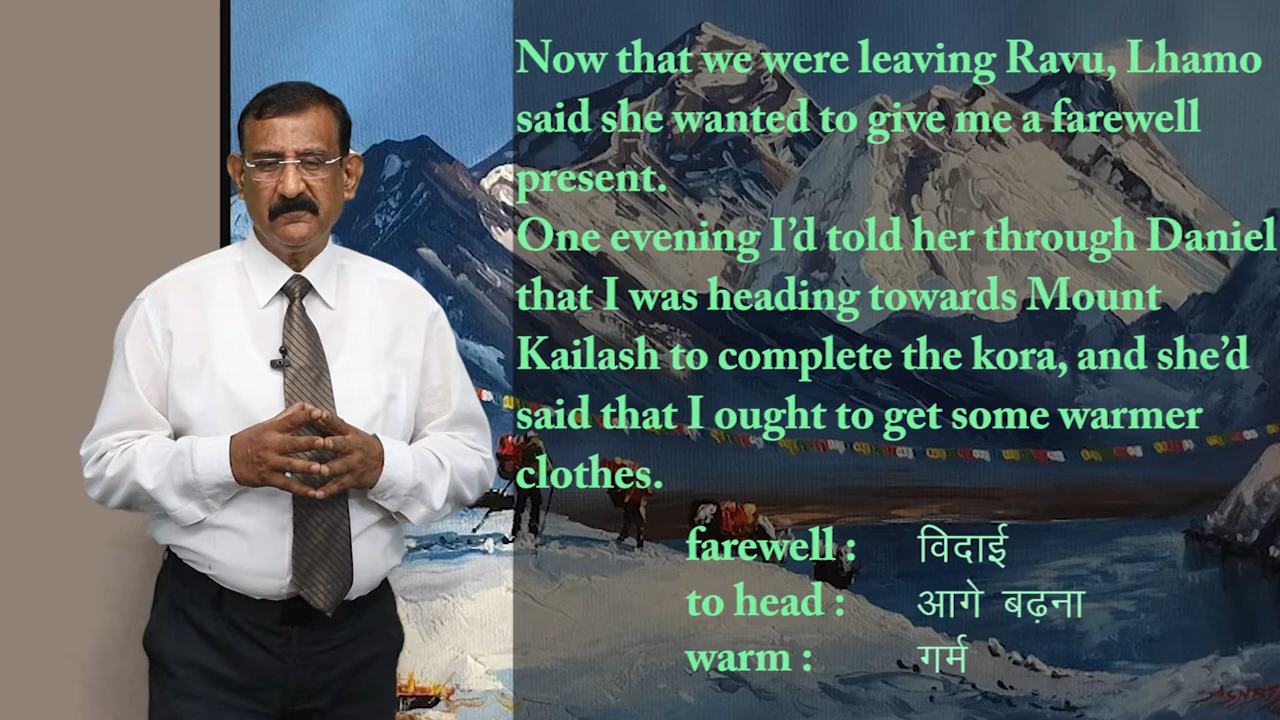 Now that we were leaving Ravu, Lhamo
said she wanted to give me a farewell
present.
One evening I’d told her through Daniel
that I was heading towards Mount
Kailash to complete the kora, and she’d
said that I ought to get some warmer
clothes.
farewell : विदाई
to head : आगे बढ़ना
warm : गर्म